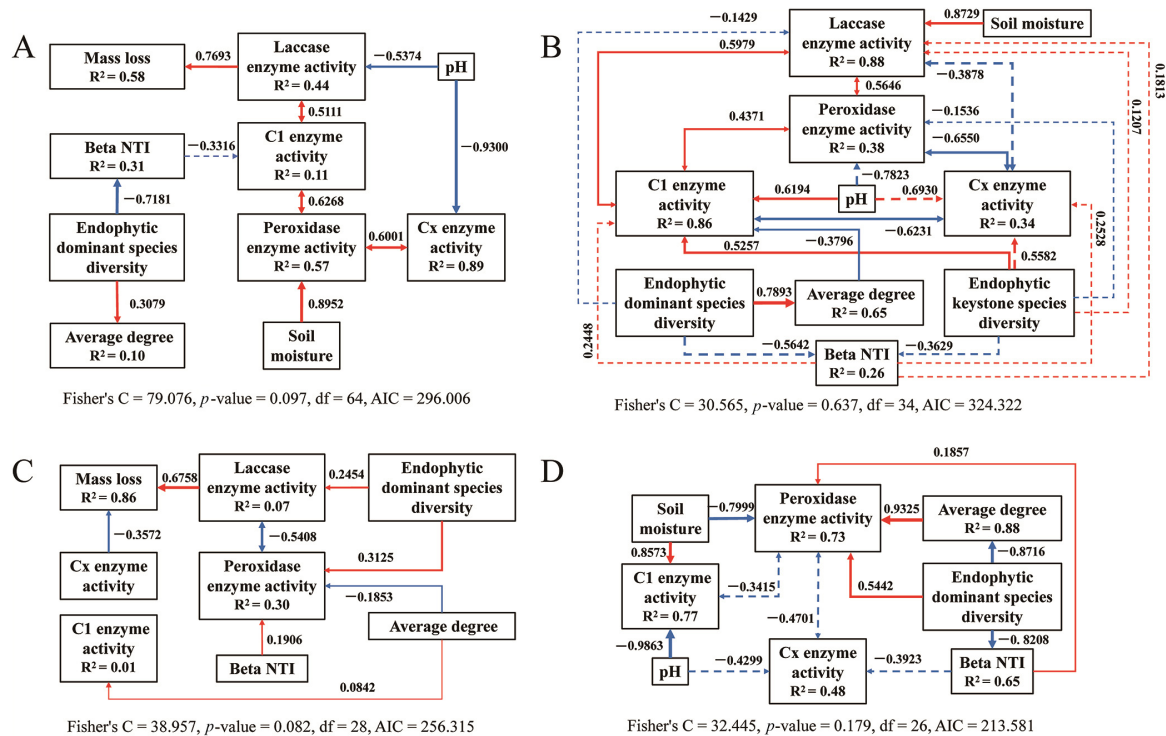 A
Mass loss
R² = 0.58
0.7693
Laccase
enzyme activity
R² = 0.44
−0.5374
pH
0.5111
−0.9300
Beta NTI
R² = 0.31
−0.3316
C1 enzyme
activity
R² = 0.11
−0.7181
0.6268
Endophytic
dominant species
diversity
Peroxidase
enzyme activity
R² = 0.57
0.6001
Cx enzyme
activity
R² = 0.89
0.3079
0.8952
Average degree
R² = 0.10
Soil
moisture
Fisher's C = 79.076, p-value = 0.097, df = 64, AIC = 296.006
B
−0.1429
Laccase
enzyme activity
R² = 0.88
0.8729
Soil moisture
0.5979
−0.3878
0.1813
0.5646
0.1207
Peroxidase
enzyme activity
R² = 0.38
−0.1536
0.4371
−0.6550
−0.7823
C1 enzyme
activity
R² = 0.86
0.6194
pH
0.6930
Cx enzyme
activity
R² = 0.34
−0.6231
0.2528
−0.3796
0.5257
0.5582
Endophytic
dominant species
diversity
0.7893
Average degree
R² = 0.65
Endophytic
keystone species
diversity
0.2448
−0.5642
Beta NTI
R² = 0.26
−0.3629
Fisher's C = 30.565, p-value = 0.637, df = 34, AIC = 324.322
C
Mass loss
R² = 0.86
0.6758
Laccase
enzyme activity
R² = 0.07
0.2454
Endophytic
dominant species
diversity
−0.3572
−0.5408
0.3125
Cx enzyme
activity
Peroxidase
enzyme activity
R² = 0.30
−0.1853
C1 enzyme
activity
R² = 0.01
0.1906
Average degree
Beta NTI
0.0842
Fisher's C = 38.957, p-value = 0.082, df = 28, AIC = 256.315
D
0.1857
Soil
moisture
−0.7999
Peroxidase
enzyme activity
R² = 0.73
0.9325
Average degree
R² = 0.88
0.8573
−0.8716
C1 enzyme
activity
R² = 0.77
−0.3415
0.5442
Endophytic
dominant species
diversity
−0.4701
−0.9863
−0.8208
pH
−0.4299
Cx enzyme
activity
R² = 0.48
−0.3923
Beta NTI
R² = 0.65
Fisher's C = 32.445, p-value = 0.179, df = 26, AIC = 213.581